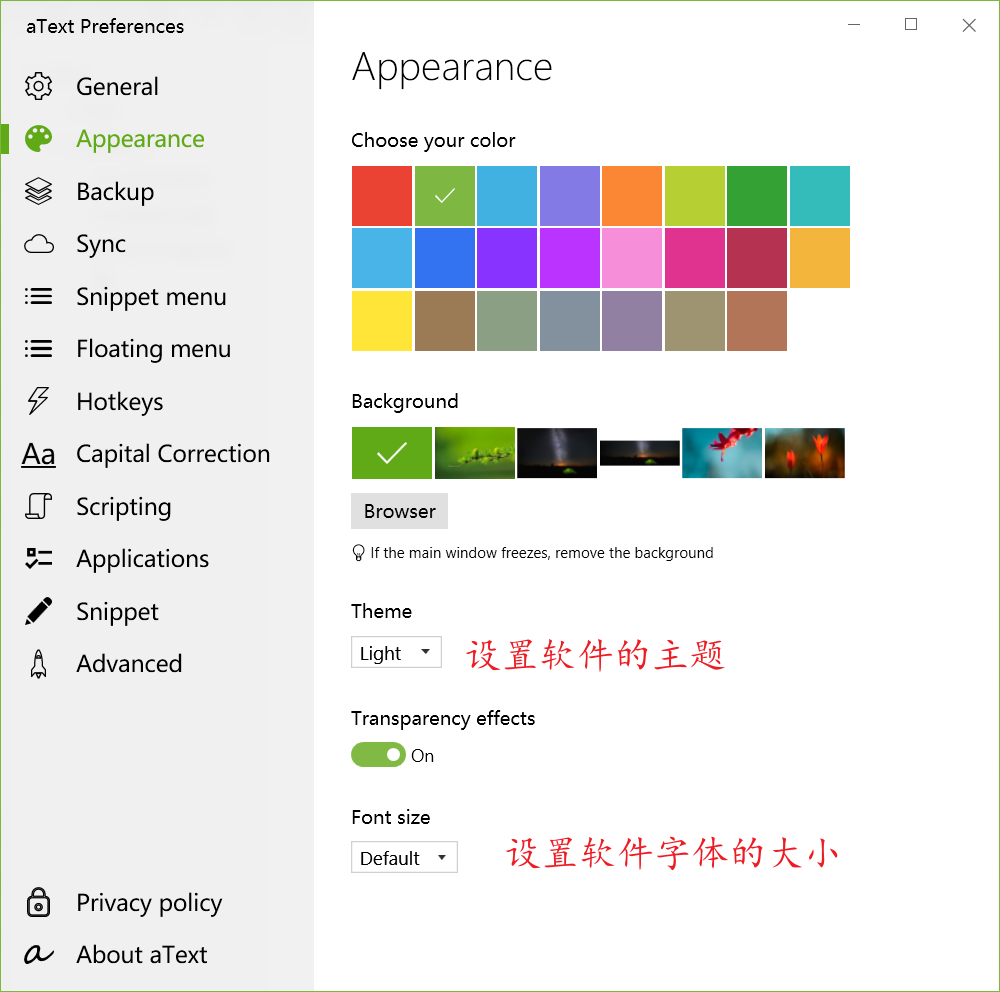 aText Preferences
General
Appearance
Backup
Sync
Snippet menu
Floating menu
Hotkeys
Aa Capital Correction
Scripting
Applications
Snippet
Advanced
Privacy policy
About aText
Appearance
Choose your color
Background
Browser
If the main window freezes, remove the background
Theme
Light 设置软件的主题
Transparency effects
On
Font size
Default 设置软件字体的大小